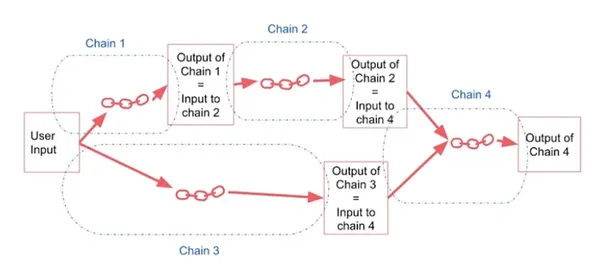 Chain 1
Chain 2
Output of
Chain 1
=
Input to
chain 2
Output of
Chain 2
=
Input to
chain 4
Chain 4
User
Input
Output of
Chain 4
Output of
Chain 3
=
Input to
chain 4
Chain 3